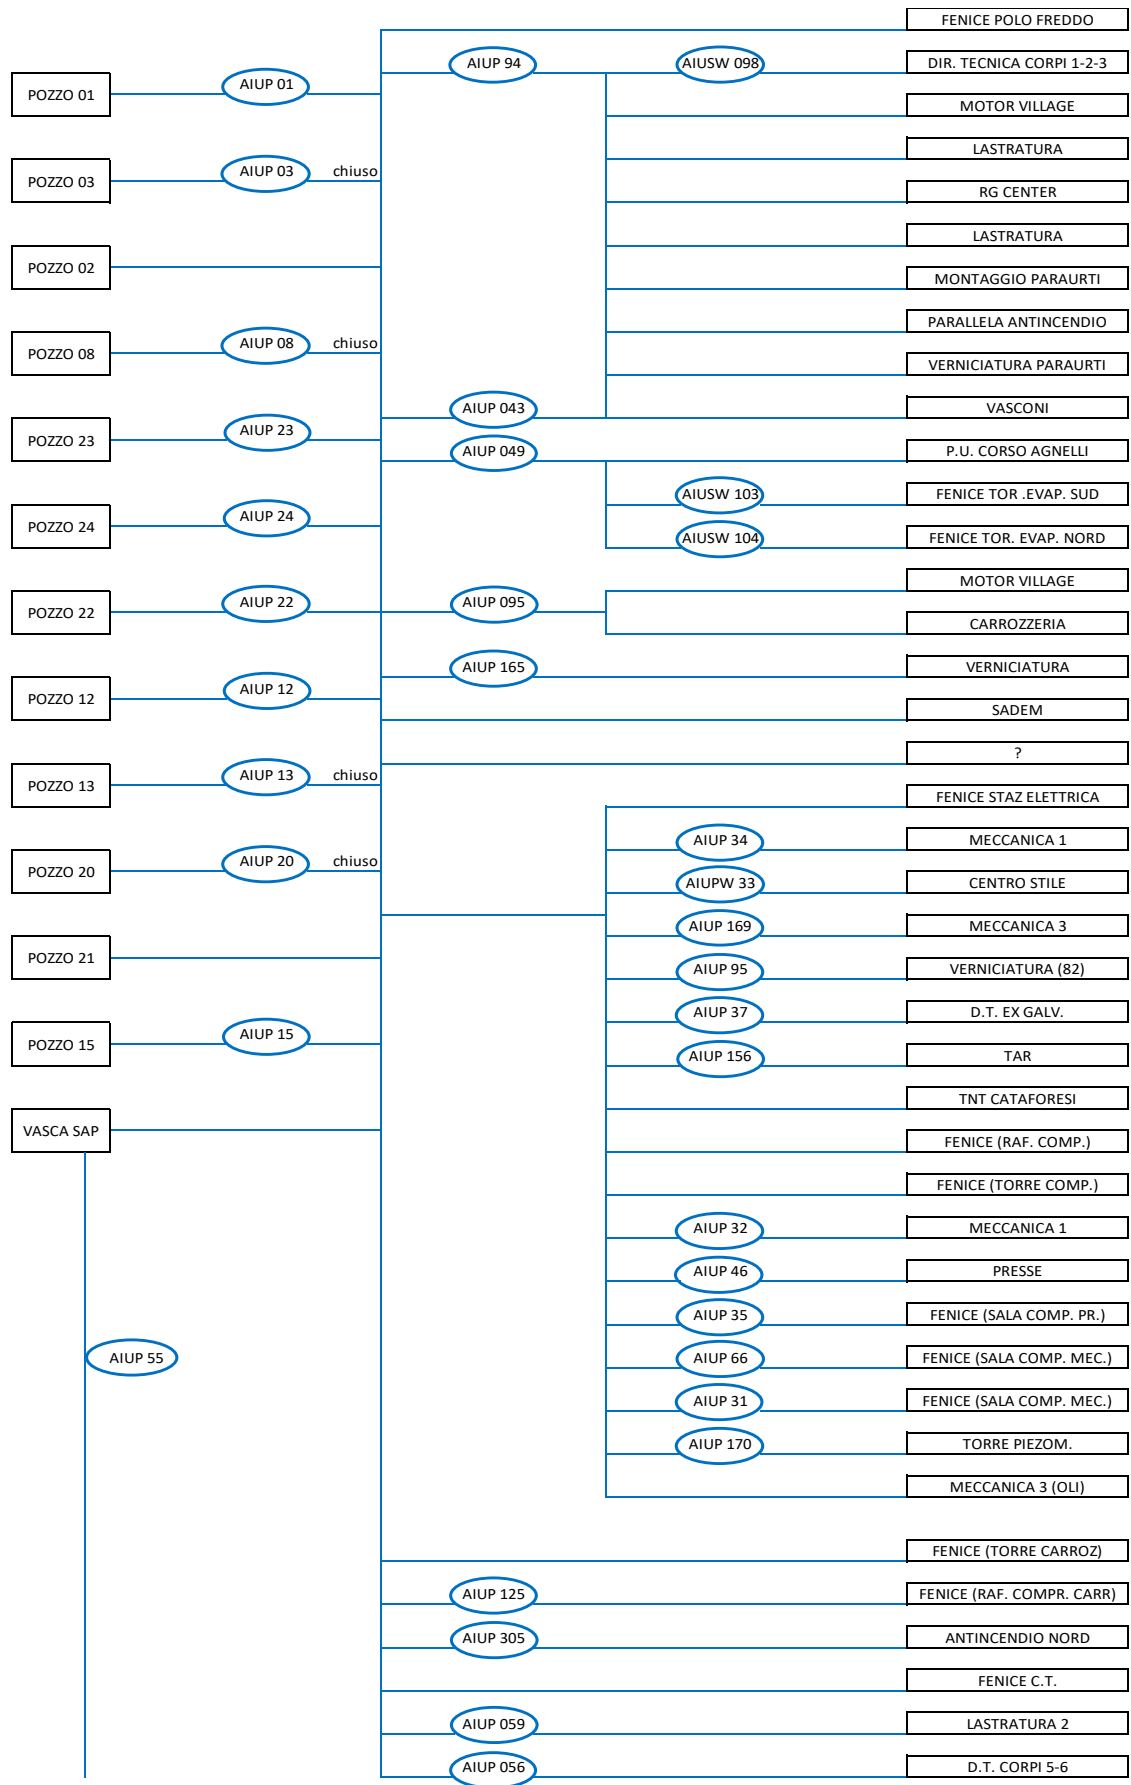 FENICE POLO FREDDO
AIUP 94
AIUSW 098
DIR. TECNICA CORPI 1-2-3
POZZO 01
AIUP 01
MOTOR VILLAGE
LASTRATURA
POZZO 03
AIUP 03
chiuso
RG CENTER
LASTRATURA
POZZO 02
MONTAGGIO PARAURTI
PARALLELA ANTINCENDIO
POZZO 08
AIUP 08
chiuso
VERNICIATURA PARAURTI
AIUP 043
VASCONI
POZZO 23
AIUP 23
AIUP 049
P.U. CORSO AGNELLI
AIUSW 103
FENICE TOR .EVAP. SUD
POZZO 24
AIUP 24
AIUSW 104
FENICE TOR. EVAP. NORD
MOTOR VILLAGE
POZZO 22
AIUP 22
AIUP 095
CARROZZERIA
AIUP 165
VERNICIATURA
POZZO 12
AIUP 12
SADEM
?
POZZO 13
AIUP 13
chiuso
FENICE STAZ ELETTRICA
AIUP 34
MECCANICA 1
POZZO 20
AIUP 20
chiuso
AIUPW 33
CENTRO STILE
AIUP 169
MECCANICA 3
POZZO 21
AIUP 95
VERNICIATURA (82)
AIUP 37
D.T. EX GALV.
POZZO 15
AIUP 15
AIUP 156
TAR
TNT CATAFORESI
VASCA SAP
FENICE (RAF. COMP.)
FENICE (TORRE COMP.)
AIUP 32
MECCANICA 1
AIUP 46
PRESSE
AIUP 35
FENICE (SALA COMP. PR.)
AIUP 55
AIUP 66
FENICE (SALA COMP. MEC.)
AIUP 31
FENICE (SALA COMP. MEC.)
AIUP 170
TORRE PIEZOM.
MECCANICA 3 (OLI)
FENICE (TORRE CARROZ)
AIUP 125
FENICE (RAF. COMPR. CARR)
AIUP 305
ANTINCENDIO NORD
FENICE C.T.
AIUP 059
LASTRATURA 2
AIUP 056
D.T. CORPI 5-6